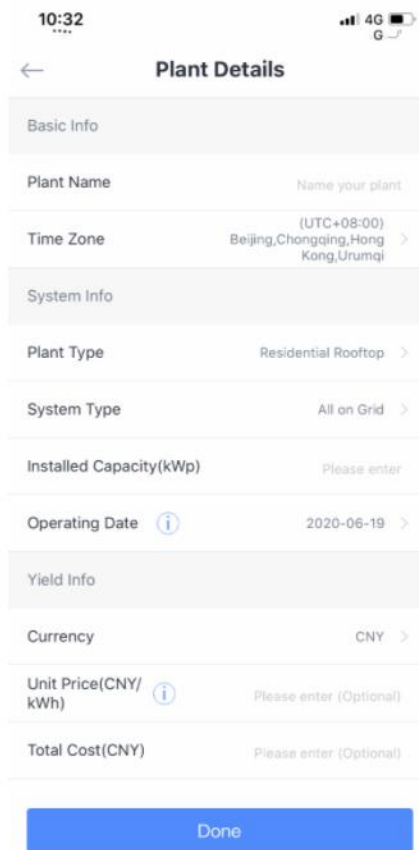 10:32
4G
G
Plant Details
Basic Info
Plant Name
Name your plant
Time Zone
(UTC+08:00)
Beijing,Chongqing,Hong
Kong,Urumqi
System Info
Plant Type
Residential Rooftop
System Type
All on Grid
Installed Capacity(kWp)
Please enter
Operating Date
i
2020-06-19
Yield Info
Currency
CNY
Unit Price(CNY/
kWh)
i
Please enter (Optional)
Total Cost(CNY)
Please enter (Optional)
Done